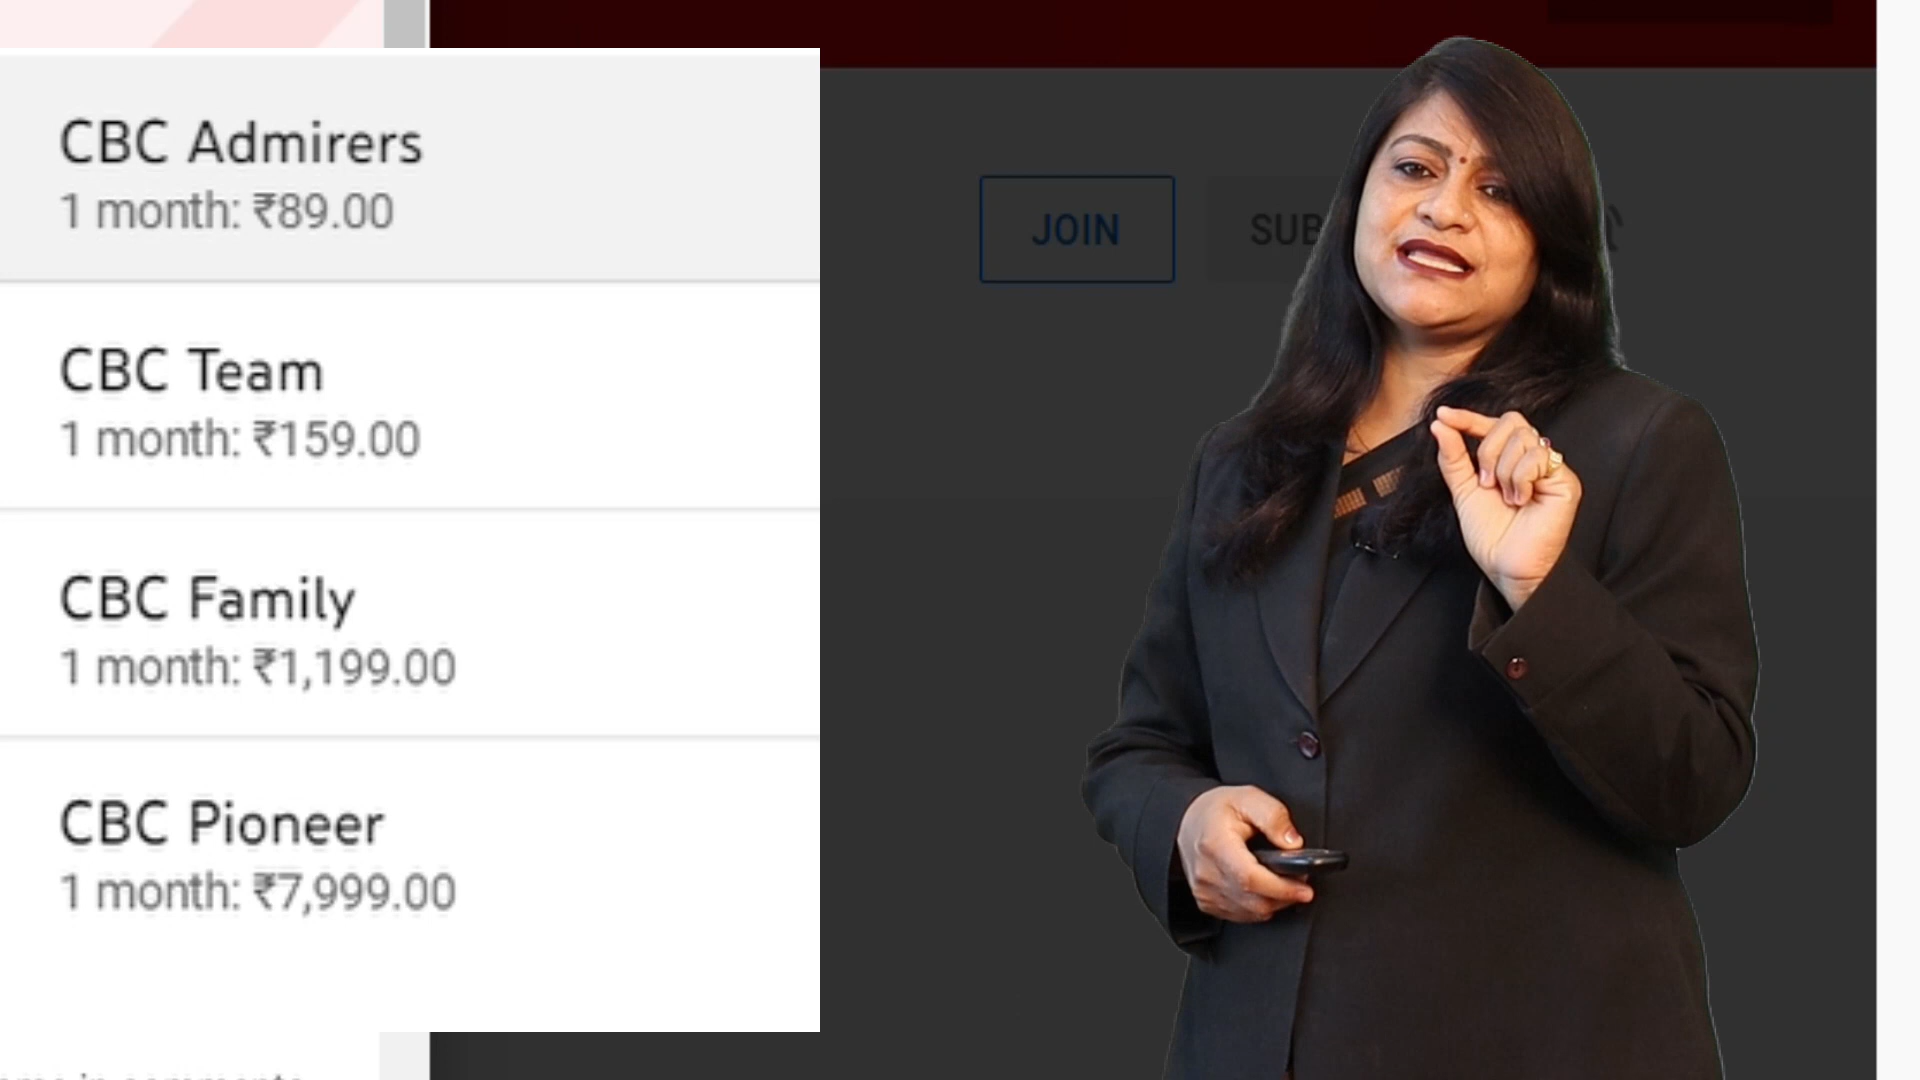 CBC Admirers
1 month: ₹89.00
CBC Team
1 month: ₹159.00
CBC Family
1 month: ₹1,199.00
CBC Pioneer
1 month: ₹7,999.00
JOIN